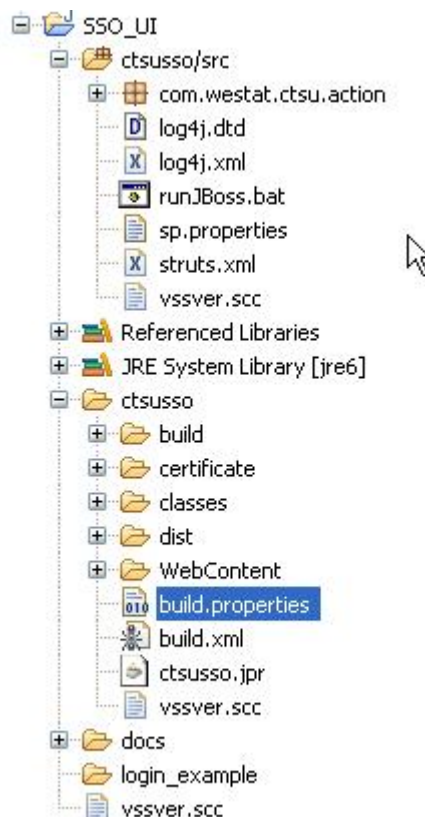 SSO_UI
ctsusso/src
com.westat.ctsu.action
log4j.dtd
log4j.xml
runJBoss.bat
sp.properties
struts.xml
vssver.scc
Referenced Libraries
JRE System Library [jre6]
ctsusso
build
certificate
classes
dist
WebContent
build.properties
build.xml
ctsusso.jpr
vssver.scc
docs
login_example
vssver.scc